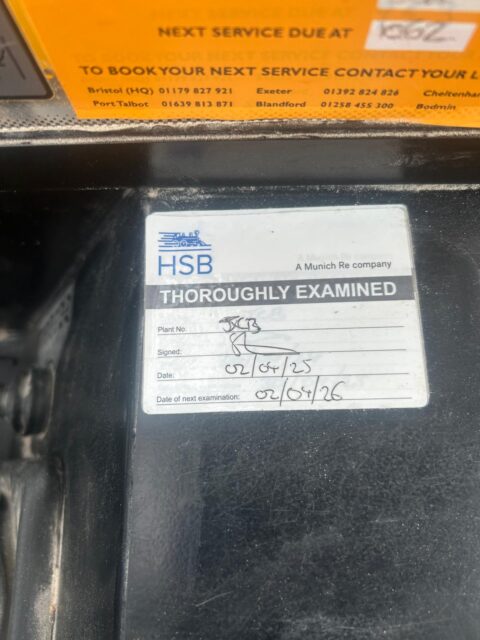 NEXT SERVICE DUE AT
TO BOOK YOUR NEXT SERVICE CONTACT YOUR L
Bristol (HQ) 01179 827 921 Exeter 01392 824 826 Cheltenha
Port Talbot 01639 813 871 Blandford 01258 455 300 Bodmin
HSB
A Munich Re company
THOROUGHLY EXAMINED
Plant No. JCB
Signed:
Date: 02/04/25
Date of next examination: 02/04/26